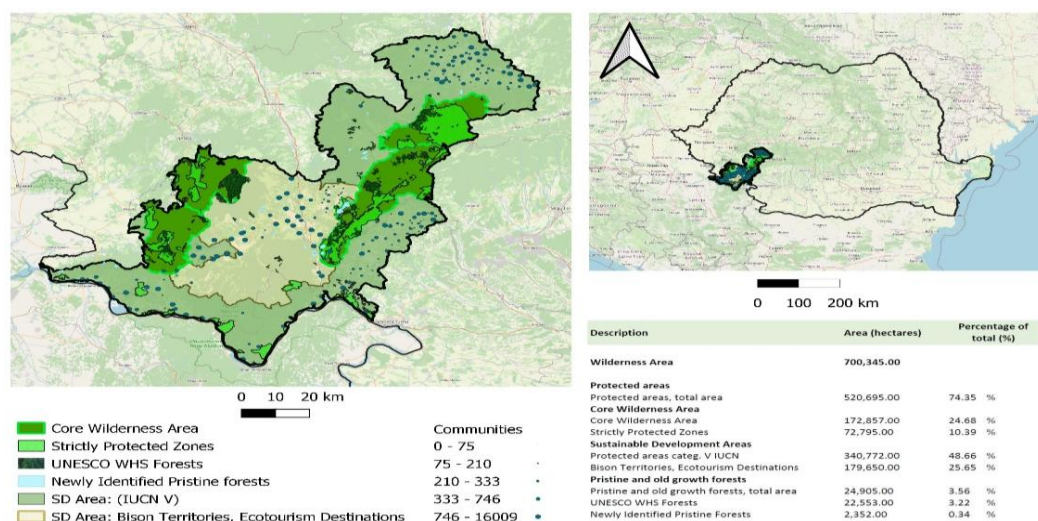 0 10 20 km
Core Wilderness Area
Strictly Protected Zones
UNESCO WHS Forests
Newly Identified Pristine forests
SD Area: (IUCN V)
SD Area: Bison Territories, Ecotourism Destinations
Communities
0 - 75
75 - 210
210 - 333
333 - 746
746 - 16009
0 100 200 km
Description Area (hectares) Percentage of total (%)
Wilderness Area 700,345.00
Protected areas
Protected areas, total area 520,695.00 74.35 %
Core Wilderness Area
Core Wilderness Area 172,857.00 24.68 %
Strictly Protected Zones 72,795.00 10.39 %
Sustainable Development Areas
Protected areas categ. V IUCN 340,772.00 48.66 %
Bison Territories, Ecotourism Destinations 179,650.00 25.65 %
Pristine and old growth forests
Pristine and old growth forests, total area 24,905.00 3.56 %
UNESCO WHS Forests 22,553.00 3.22 %
Newly Identified Pristine Forests 2,352.00 0.34 %